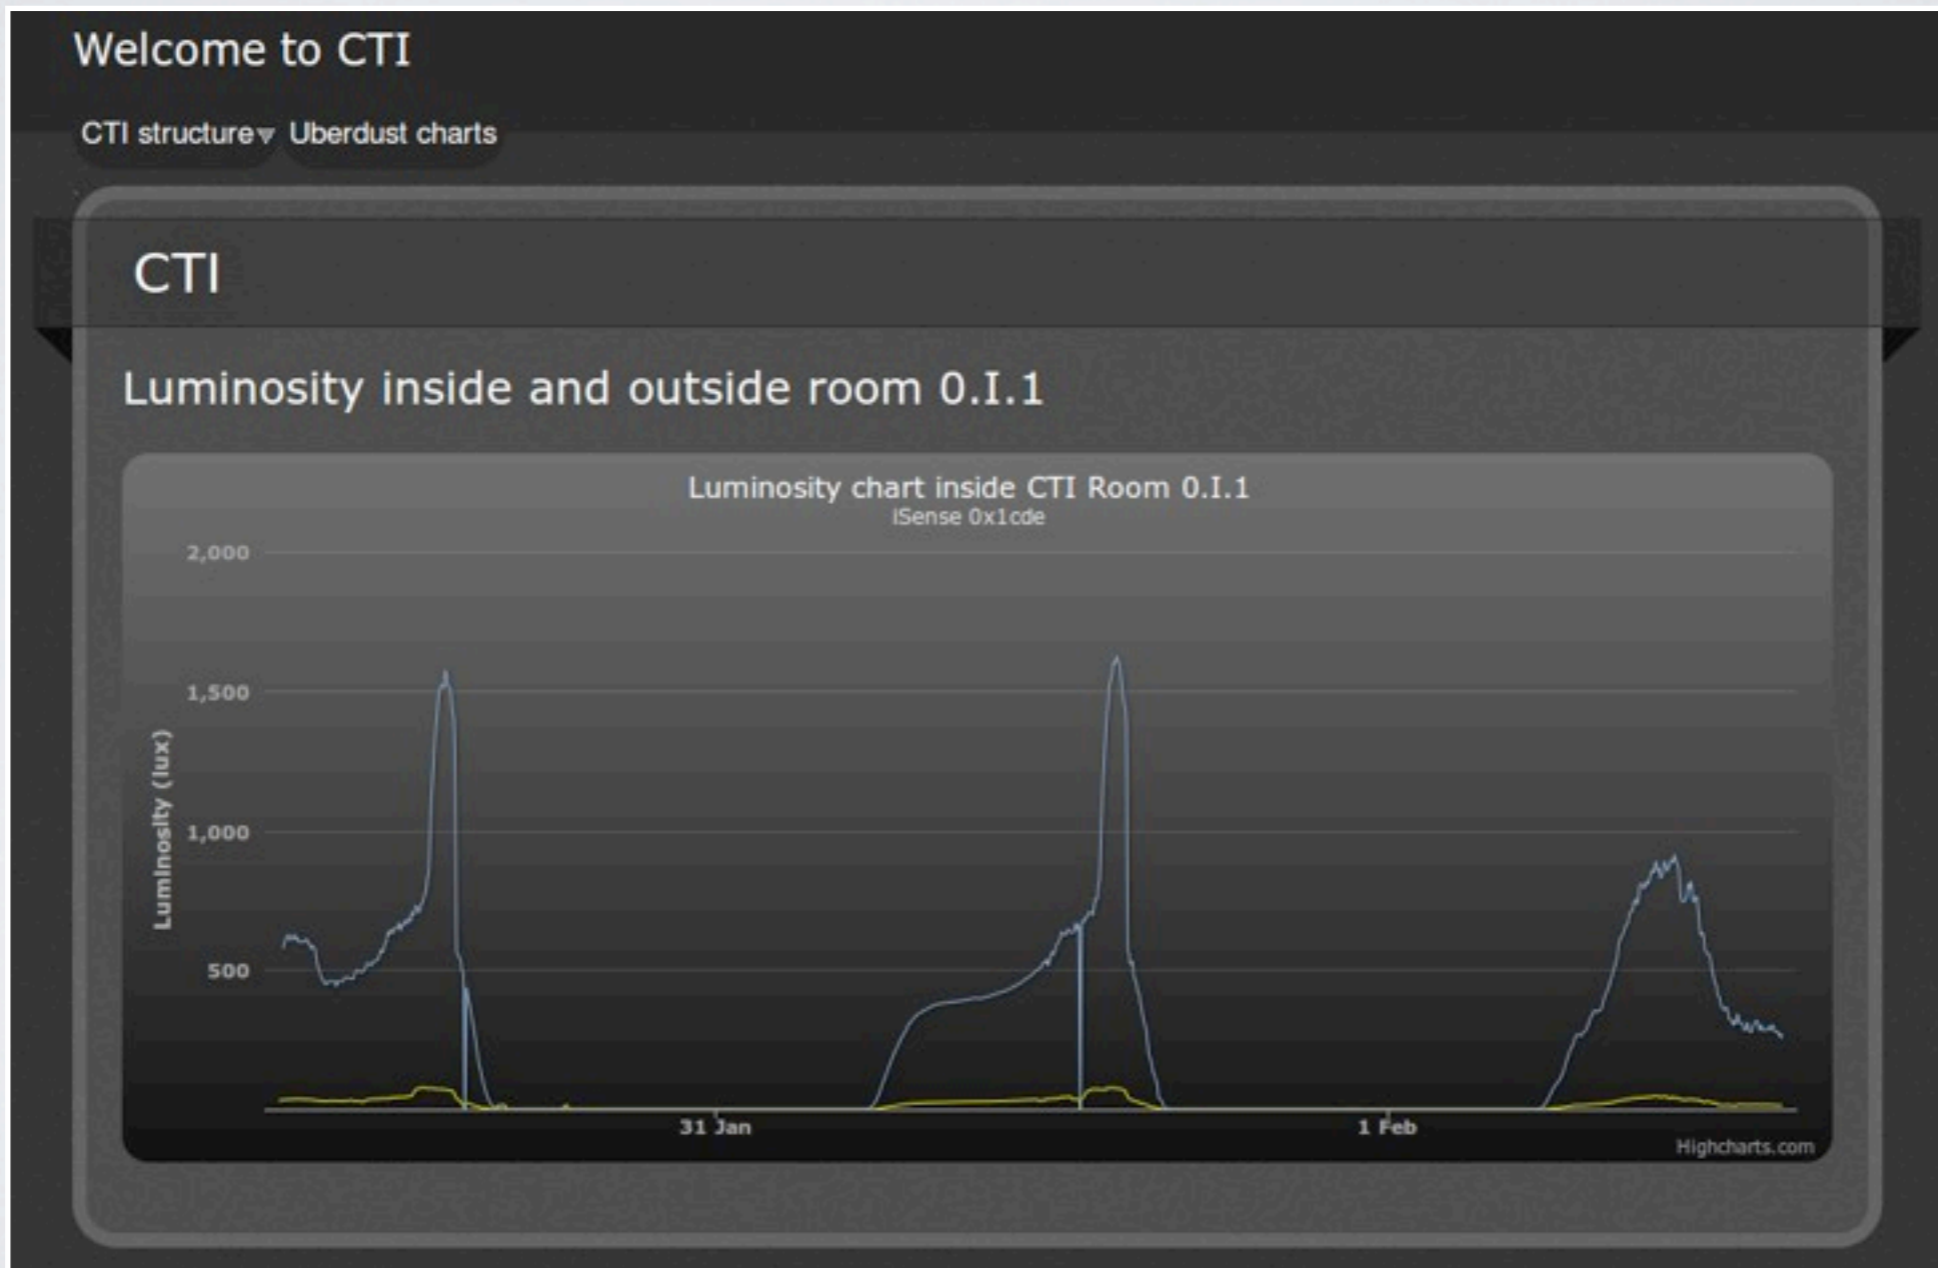 Welcome to CTI
CTI structure Uberdust charts
CTI
Luminosity inside and outside room 0.I.1
Luminosity chart inside CTI Room 0.I.1
iSense 0x1cde
2,000
1,500
1,000
500
Luminosity (lux)
31 Jan 1 Feb
Highcharts.com